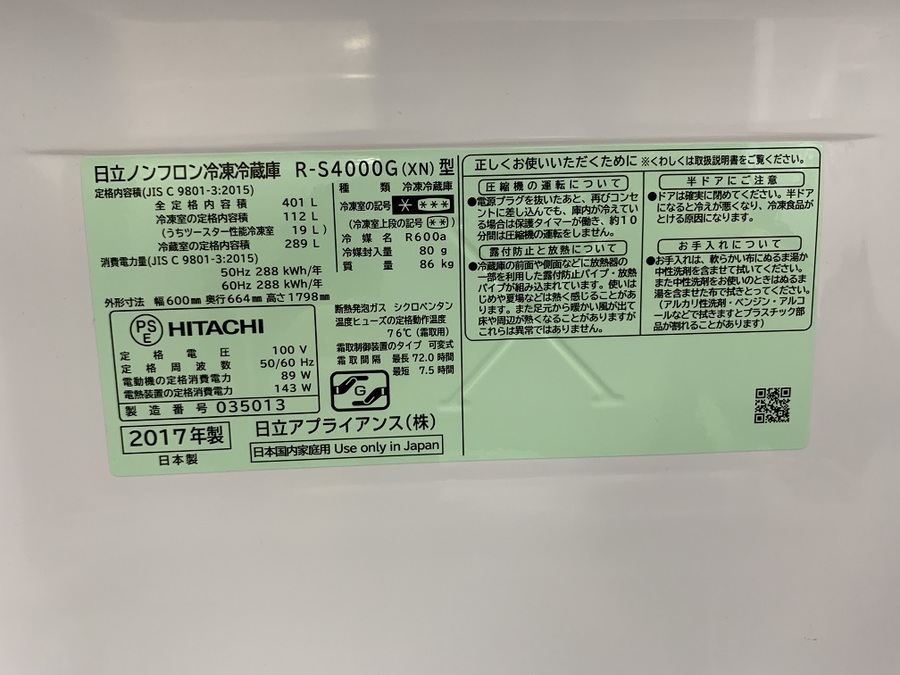 日立ノンフロン冷凍冷蔵庫 R-S4000G(XN)型
定格内容積(JIS C 9801-3:2015)
全定格内容積 401 L
冷凍室の定格内容積 112 L
(うちツースター性能冷凍室 19 L)
冷蔵室の定格内容積 289 L
消費電力量(JIS C 9801-3:2015)
50Hz 288 kWh/年
60Hz 288 kWh/年
外形寸法 幅600mm 奥行664mm 高さ1798mm
種類 冷凍冷蔵庫
冷凍室の記号 * ***
(冷凍室上段の記号 **)
冷媒名 R600a
冷媒封入量 80 g
質量 86 kg
断熱発泡ガス シクロペンタン
温度ヒューズの定格動作温度
76℃(霜取用)
霜取制御装置のタイプ 可変式
霜取間隔 最長 72.0 時間
最短 7.5 時間
PS
E
HITACHI
定格電圧 100 V
定格周波数 50/60 Hz
電動機の定格消費電力 89 W
電熱装置の定格消費電力 143 W
製造番号 035013
G
2017年製
日本製
日立アプライアンス(株)
日本国内家庭用 Use only in Japan
正しくお使いいただくために ※くわしくは取扱説明書をご覧ください。
圧縮機の運転について
●電源プラグを抜いたあと、再びコンセ
ントに差し込んでも、庫内が冷えてい
る場合は保護タイマーが働き、約10
分間は圧縮機の運転をしません。
露付防止と放熱について
●冷蔵庫の前面や側面などに放熱器の
一部を利用した露付防止パイプ・放熱
パイプが組み込まれています。使いは
じめや夏場などは熱く感じることがあ
ります。また足元から暖かい風が出て
床や周辺が熱くなることがありますが
これらは異常ではありません。
半ドアにご注意
●ドアは確実に閉めてください。半ドア
になると冷えが悪くなり、冷凍食品が
とける原因になります。
お手入れについて
●お手入れは、軟らかい布にぬるま湯か
中性洗剤を含ませて拭いてください。
また中性洗剤をお使いのときはぬるま
湯を含ませた布で拭きとってください。
(アルカリ性洗剤・ベンジン・アルコ
ールなどで拭きますとプラスチック部
品が割れることがあります)